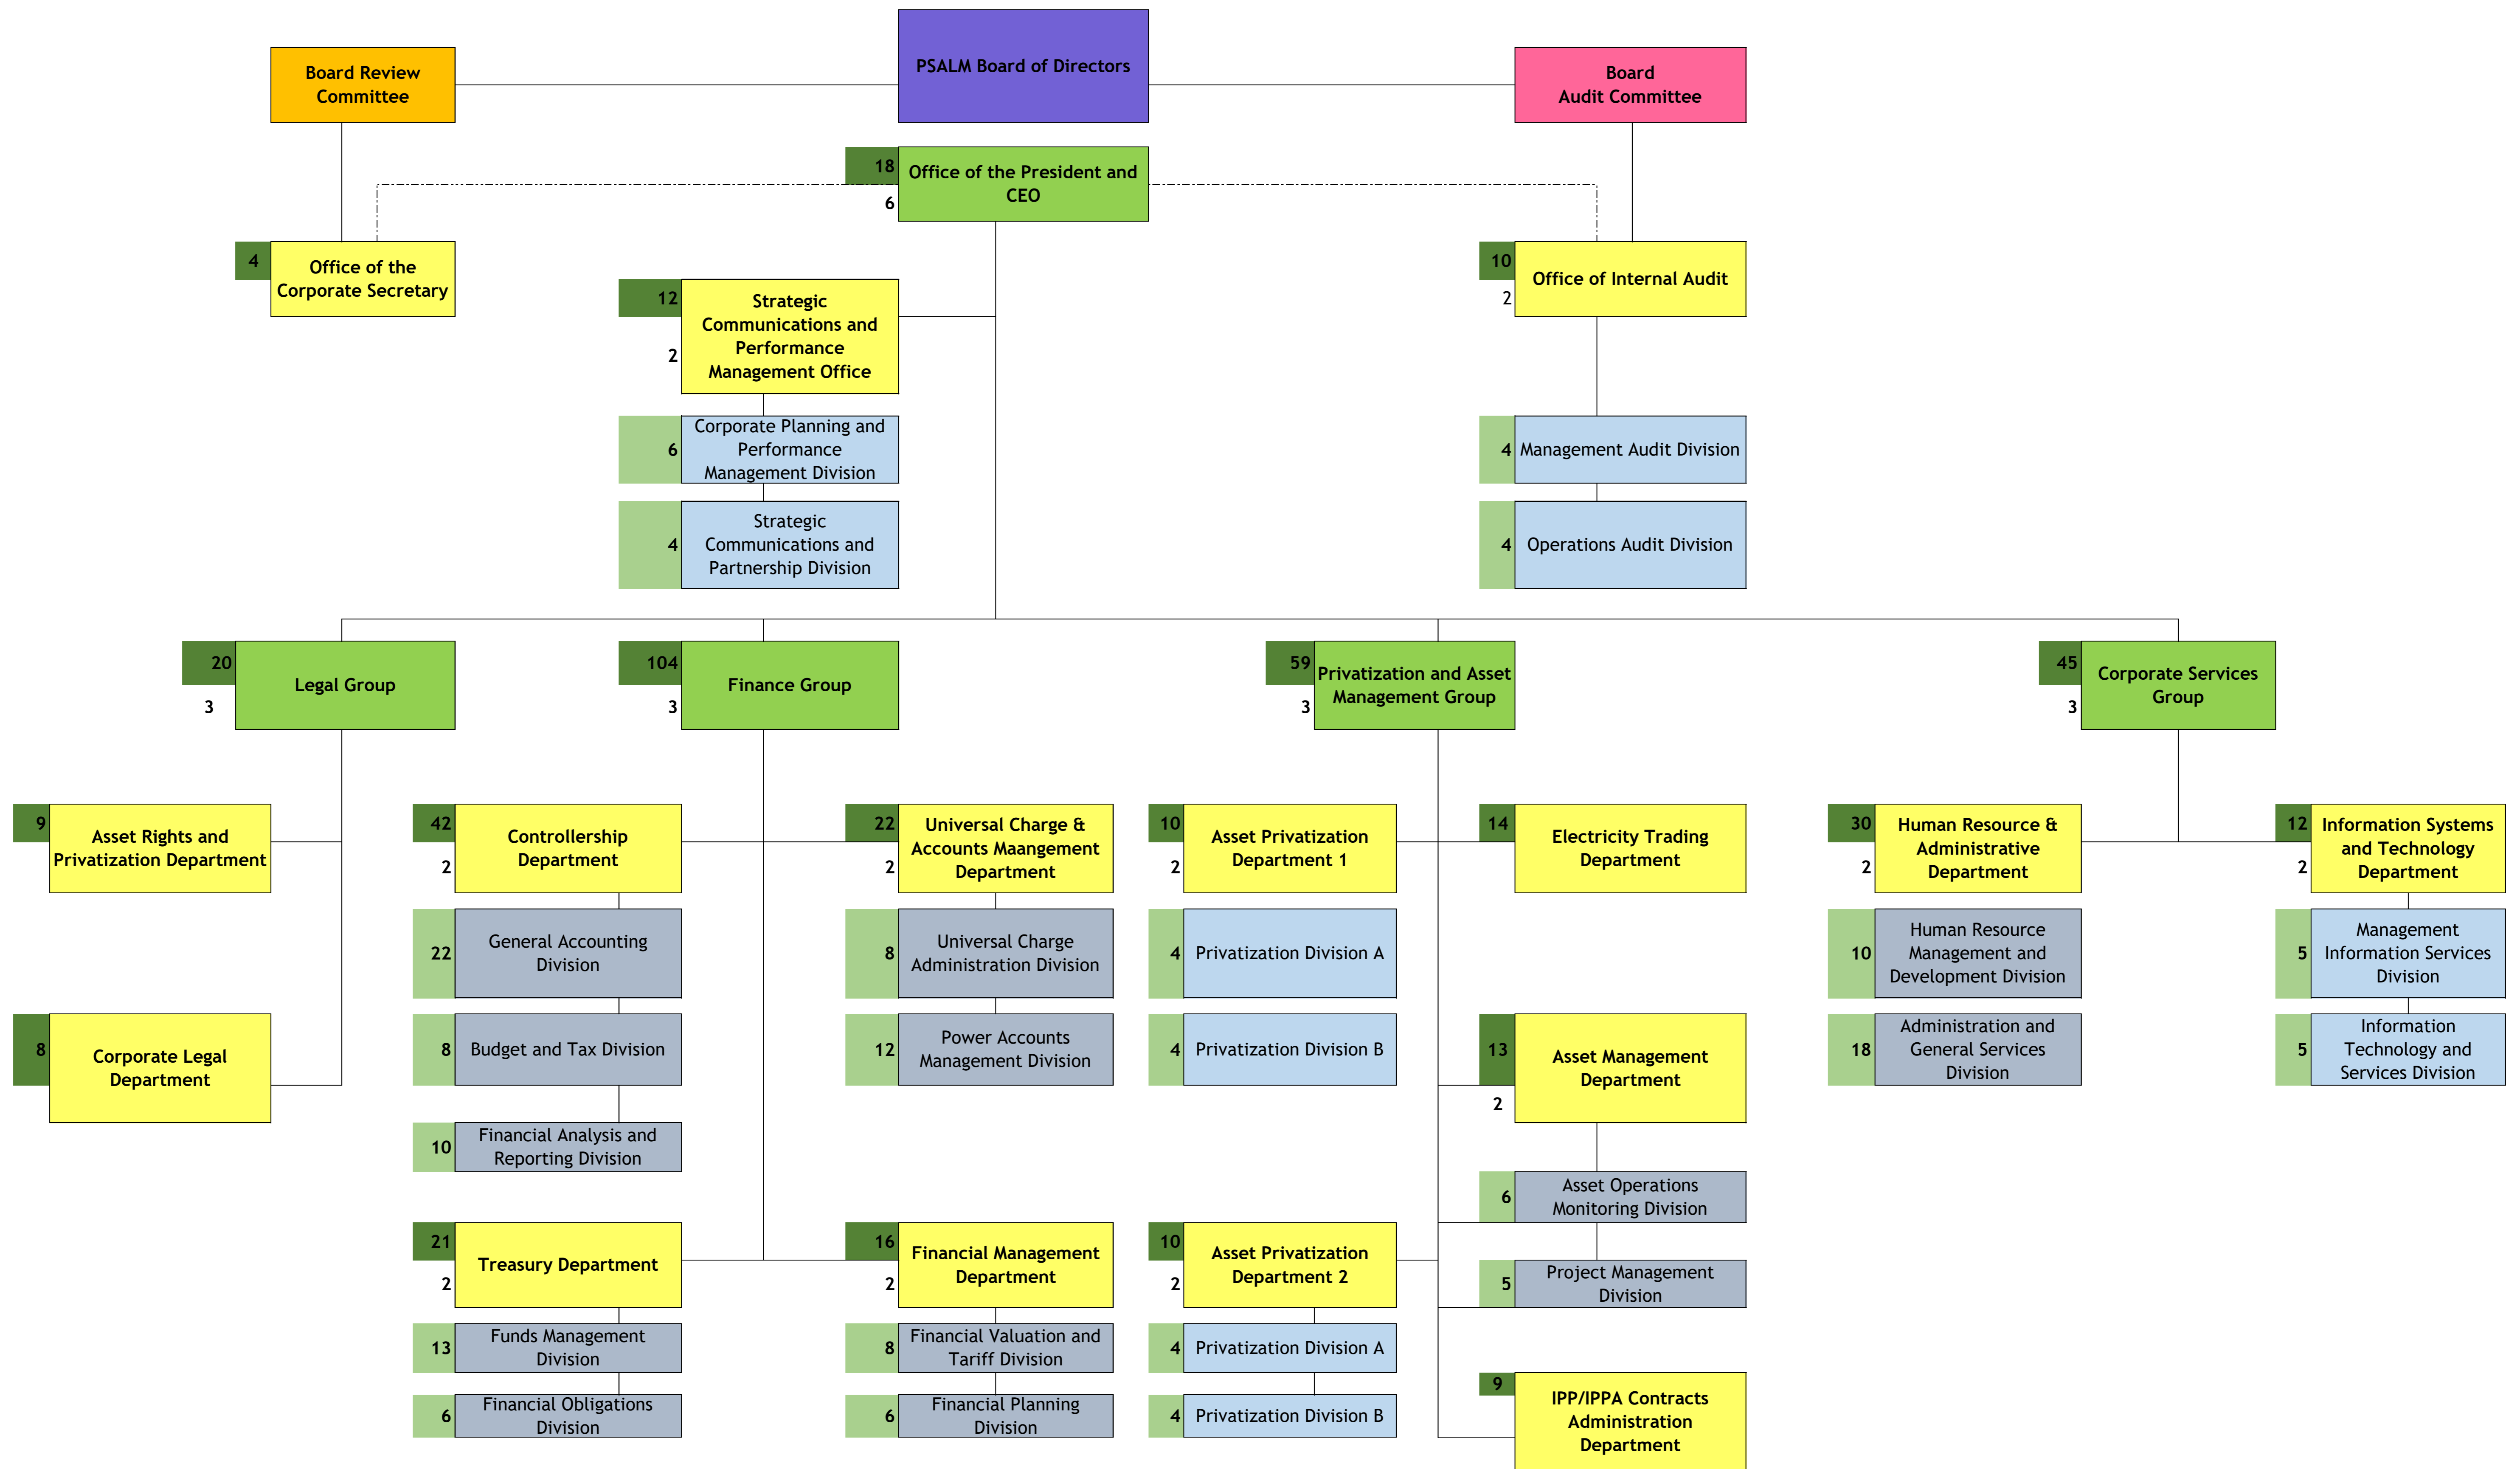 PSALM Board of Directors
Board Review
Committee
Board
Audit Committee
18
Office of the President and
CEO
6
4
Office of the
Corporate Secretary
10
Office of Internal Audit
2
12
Strategic
Communications and
Performance
Management Office
2
6
Corporate Planning and
Performance
Management Division
4
Management Audit Division
4
Strategic
Communications and
Partnership Division
4
Operations Audit Division
20
Legal Group
3
104
Finance Group
3
59
Privatization and Asset
Management Group
3
45
Corporate Services
Group
3
9
Asset Rights and
Privatization Department
42
Controllership
Department
2
22
Universal Charge &
Accounts Maangement
Department
2
10
Asset Privatization
Department 1
2
14
Electricity Trading
Department
30
Human Resource &
Administrative
Department
2
12
Information Systems
and Technology
Department
2
22
General Accounting
Division
8
Universal Charge
Administration Division
4
Privatization Division A
10
Human Resource
Management and
Development Division
5
Management
Information Services
Division
8
Corporate Legal
Department
8
Budget and Tax Division
12
Power Accounts
Management Division
4
Privatization Division B
13
Asset Management
Department
2
18
Administration and
General Services
Division
5
Information
Technology and
Services Division
10
Financial Analysis and
Reporting Division
6
Asset Operations
Monitoring Division
21
Treasury Department
2
16
Financial Management
Department
2
10
Asset Privatization
Department 2
2
5
Project Management
Division
13
Funds Management
Division
8
Financial Valuation and
Tariff Division
4
Privatization Division A
6
Financial Obligations
Division
6
Financial Planning
Division
4
Privatization Division B
9
IPP/IPPA Contracts
Administration
Department